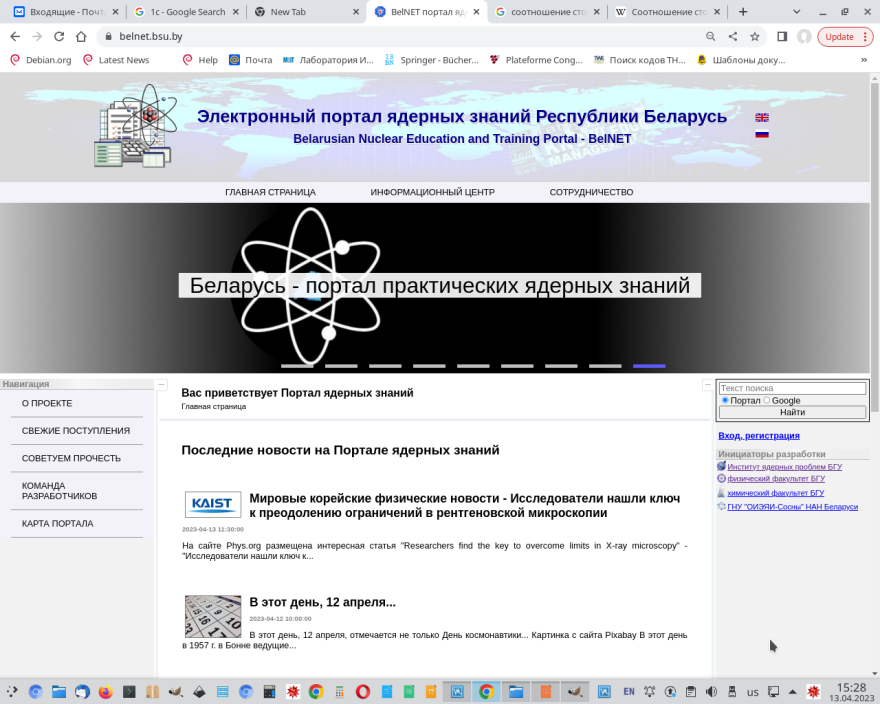 Входящие - Почт
1c - Google Search
New Tab
BelNET портал яд
соотношение сто
Соотношение сто
belnet.bsu.by
Update
Debian.org
Latest News
Help
Почта
Лаборатория И...
Springer - Bücher...
Plateforme Cong...
Поиск кодов ТН...
Шаблоны доку...
Электронный портал ядерных знаний Республики Беларусь
Belarusian Nuclear Education and Training Portal - BelNET
ГЛАВНАЯ СТРАНИЦА
ИНФОРМАЦИОННЫЙ ЦЕНТР
СОТРУДНИЧЕСТВО
Беларусь - портал практических ядерных знаний
Навигация
О ПРОЕКТЕ
СВЕЖИЕ ПОСТУПЛЕНИЯ
СОВЕТУЕМ ПРОЧЕСТЬ
КОМАНДА
РАЗРАБОТЧИКОВ
КАРТА ПОРТАЛА
Вас приветствует Портал ядерных знаний
Главная страница
Последние новости на Портале ядерных знаний
KAIST
Мировые корейские физические новости - Исследователи нашли ключ
к преодолению ограничений в рентгеновской микроскопии
2023-04-13 11:30:00
На сайте Phys.org размещена интересная статья "Researchers find the key to overcome limits in X-ray microscopy" -
"Исследователи нашли ключ к...
В этот день, 12 апреля...
2023-04-12 10:00:00
В этот день, 12 апреля, отмечается не только День космонавтики... Картинка с сайта Pixabay В этот день
в 1957 г. в Бонне ведущие...
Текст поиска
Портал Google
Найти
Вход, регистрация
Инициаторы разработки
Институт ядерных проблем БГУ
физический факультет БГУ
химический факультет БГУ
ГНУ "ОИЭЯИ-Сосны" НАН Беларуси
EN
us
15:28
13.04.2023